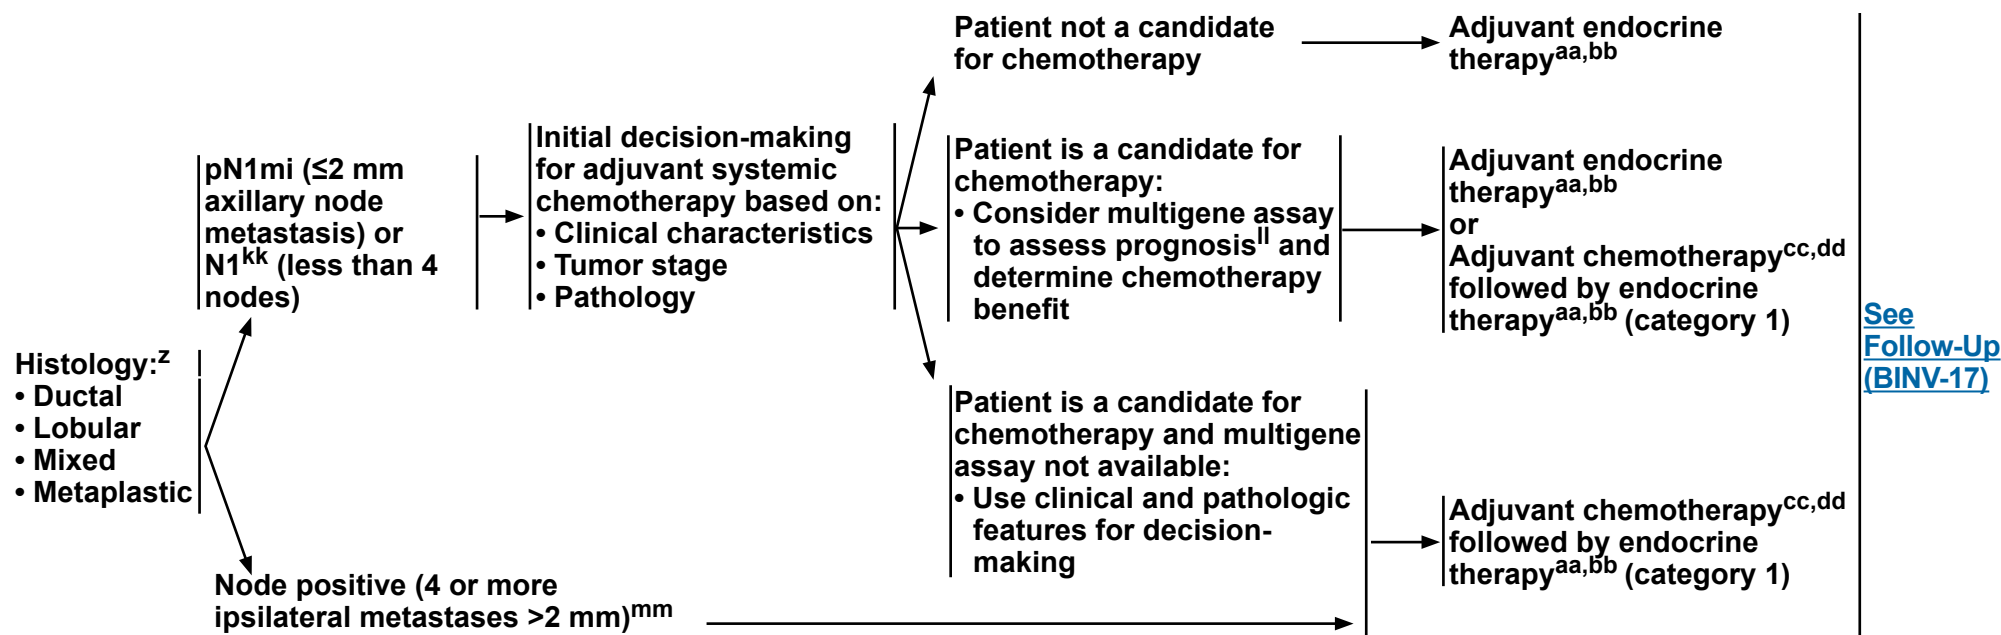 Histology:z
• Ductal
• Lobular
• Mixed
• Metaplastic
pN1mi (≤2 mm
axillary node
metastasis) or
N1kk (less than 4
nodes)
Node positive (4 or more
ipsilateral metastases >2 mm)mm
Initial decision-making
for adjuvant systemic
chemotherapy based on:
• Clinical characteristics
• Tumor stage
• Pathology
Patient not a candidate
for chemotherapy
Adjuvant endocrine
therapyaa,bb
Patient is a candidate for
chemotherapy:
• Consider multigene assay
to assess prognosisll and
determine chemotherapy
benefit
Adjuvant endocrine
therapyaa,bb
or
Adjuvant chemotherapycc,dd
followed by endocrine
therapyaa,bb (category 1)
Patient is a candidate for
chemotherapy and multigene
assay not available:
• Use clinical and pathologic
features for decision-
making
Adjuvant chemotherapycc,dd
followed by endocrine
therapyaa,bb (category 1)
See
Follow-Up
(BINV-17)